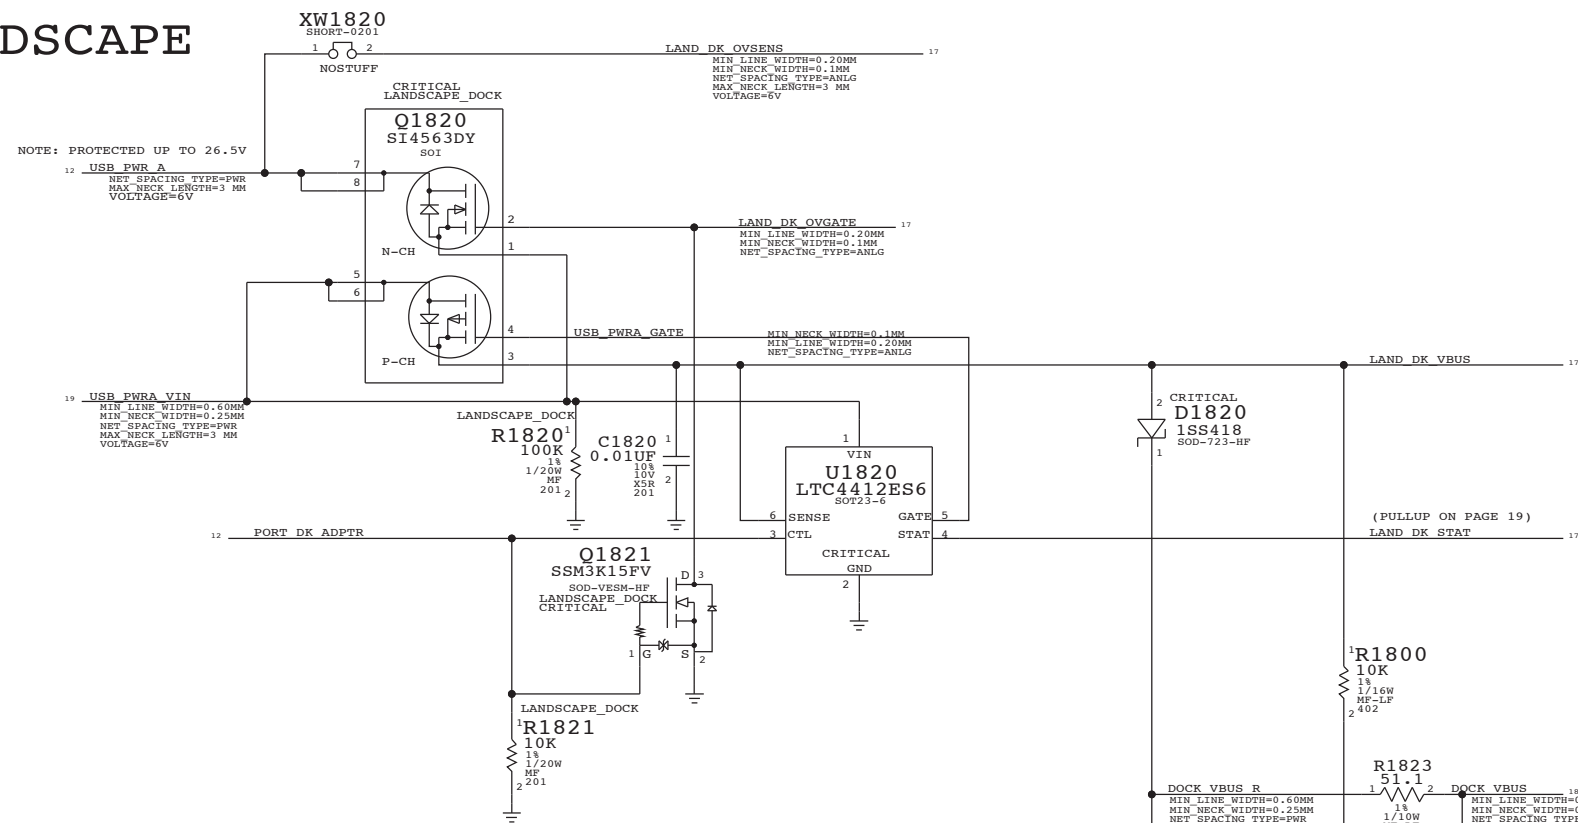 DSCAPE
XW1820
SHORT-0201
1
2
NOSTUFF
LAND_DK_OVSENS
17
MIN_LINE_WIDTH=0.20MM
MIN_NECK_WIDTH=0.1MM
NET_SPACING_TYPE=ANLG
MAX_NECK_LENGTH=3 MM
VOLTAGE=6V
CRITICAL
LANDSCAPE_DOCK
Q1820
SI4563DY
SOI
NOTE: PROTECTED UP TO 26.5V
12
USB_PWR_A
NET_SPACING_TYPE=PWR
MAX_NECK_LENGTH=3 MM
VOLTAGE=6V
7
8
N-CH
2
1
LAND_DK_OVGATE
17
MIN_LINE_WIDTH=0.20MM
MIN_NECK_WIDTH=0.1MM
NET_SPACING_TYPE=ANLG
5
6
P-CH
4
3
USB_PWRA_GATE
MIN_NECK_WIDTH=0.1MM
MIN_LINE_WIDTH=0.20MM
NET_SPACING_TYPE=ANLG
LAND_DK_VBUS
17
19
USB_PWRA_VIN
MIN_LINE_WIDTH=0.60MM
MIN_NECK_WIDTH=0.25MM
NET_SPACING_TYPE=PWR
MAX_NECK_LENGTH=3 MM
VOLTAGE=6V
LANDSCAPE_DOCK
R1820
1
100K
1%
1/20W
MF
201
2
C1820
1
0.01UF
10%
10V
X5R
201
2
1
VIN
U1820
LTC4412ES6
SOT23-6
6
SENSE
GATE
5
3
CTL
STAT
4
CRITICAL
GND
2
2
CRITICAL
D1820
1SS418
SOD-723-HF
1
(PULLUP ON PAGE 19)
LAND_DK_STAT
17
12
PORT_DK_ADPTR
Q1821
SSM3K15FV
SOD-VESM-HF
LANDSCAPE_DOCK
CRITICAL
D
3
1
G
S
2
LANDSCAPE_DOCK
1
R1821
10K
1%
1/20W
MF
201
2
1
R1800
10K
1%
1/16W
MF-LF
402
2
R1823
51.1
1
2
1%
1/10W
DOCK_VBUS_R
MIN_LINE_WIDTH=0.60MM
MIN_NECK_WIDTH=0.25MM
NET_SPACING_TYPE=PWR
DOCK_VBUS
18
MIN_LINE_WIDTH=0
MIN_NECK_WIDTH=0
NET_SPACING_TYPE